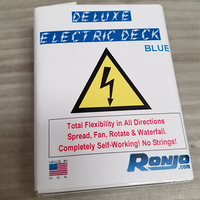 DELUXE
ELECTRIC DECK
BLUE
Total Flexibility in All Directions
Spread, Fan, Rotate & Waterfall.
Completely Self-Working! No Strings!
MADE IN
U S A
RONJO
.com